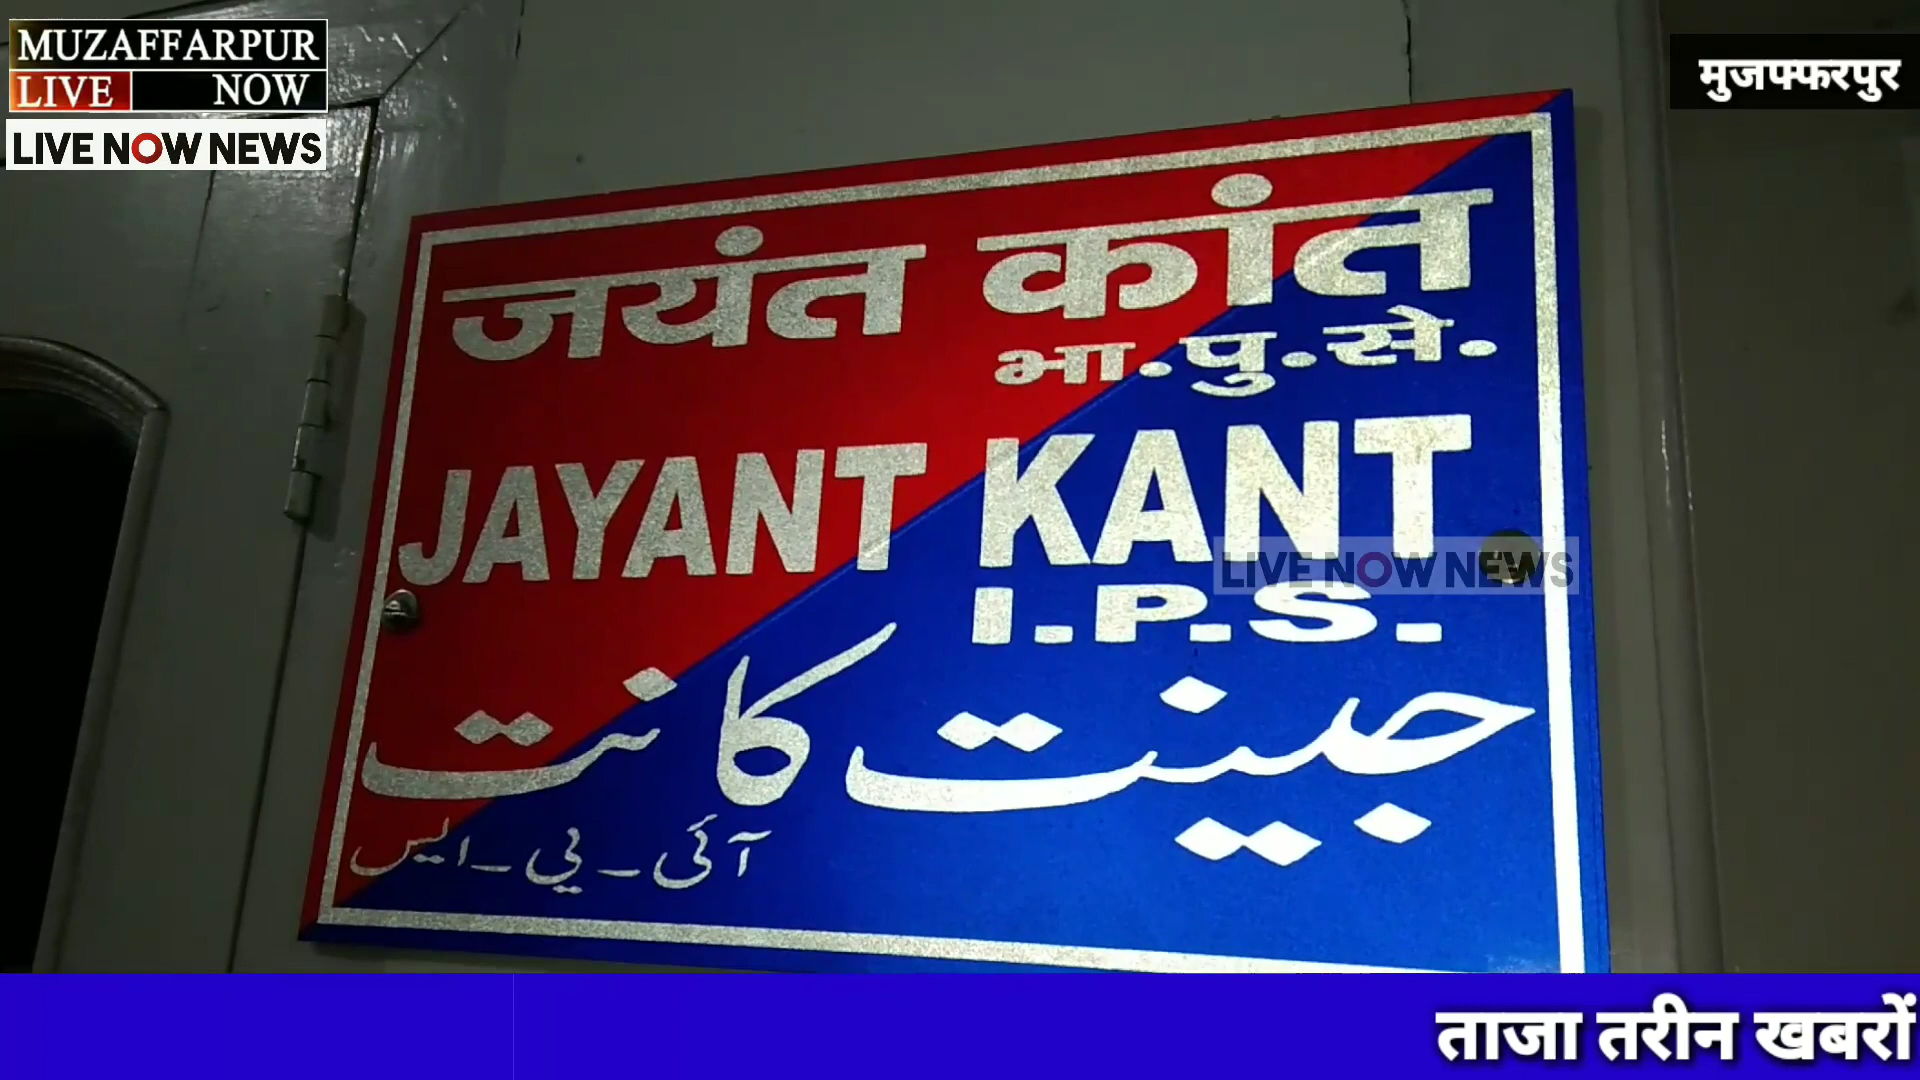 MUZAFFARPUR
LIVE NOW
LIVE NOW NEWS
मुजफ्फरपुर
जयंत कांत
भा.पु.से.
JAYANT KANT
LIVE NOW NEWS
I.P.S.
جینت کانت
آئی-پی-ایس
ताजा तरीन खबरों